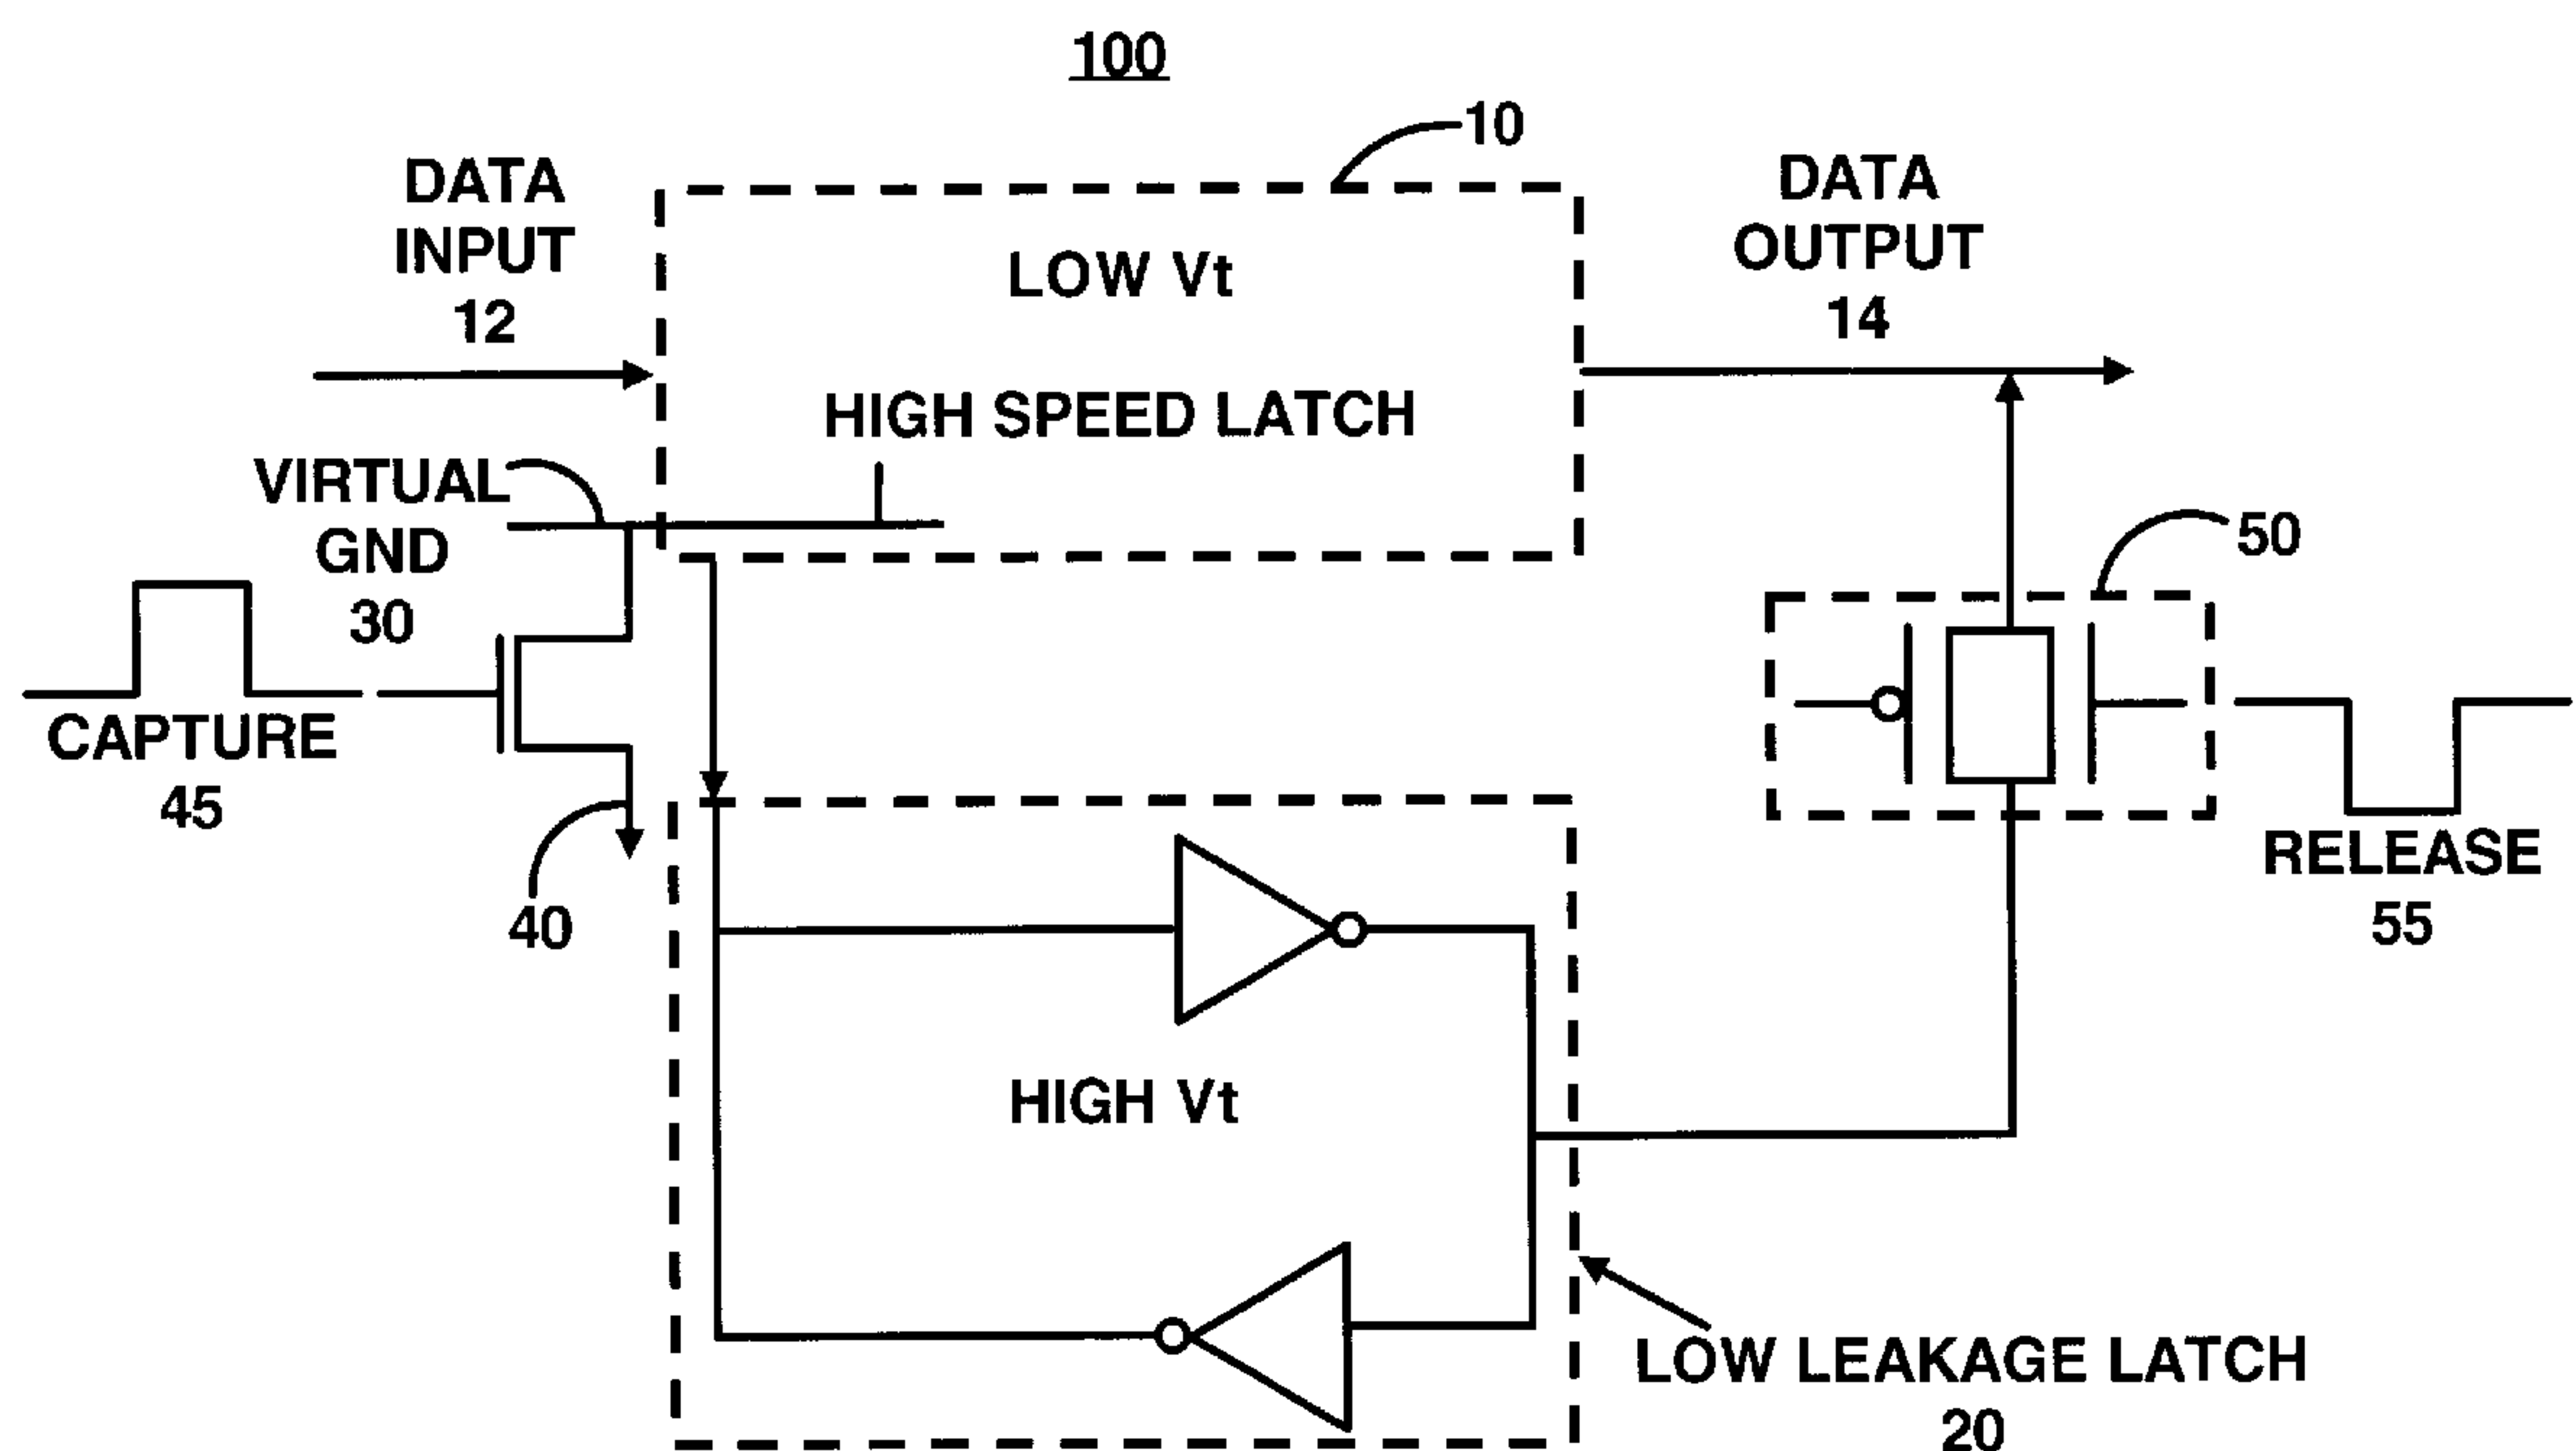 100
10
DATA
INPUT
12
LOW Vt
HIGH SPEED LATCH
DATA
OUTPUT
14
VIRTUAL
GND
30
CAPTURE
45
40
50
RELEASE
55
HIGH Vt
LOW LEAKAGE LATCH
20